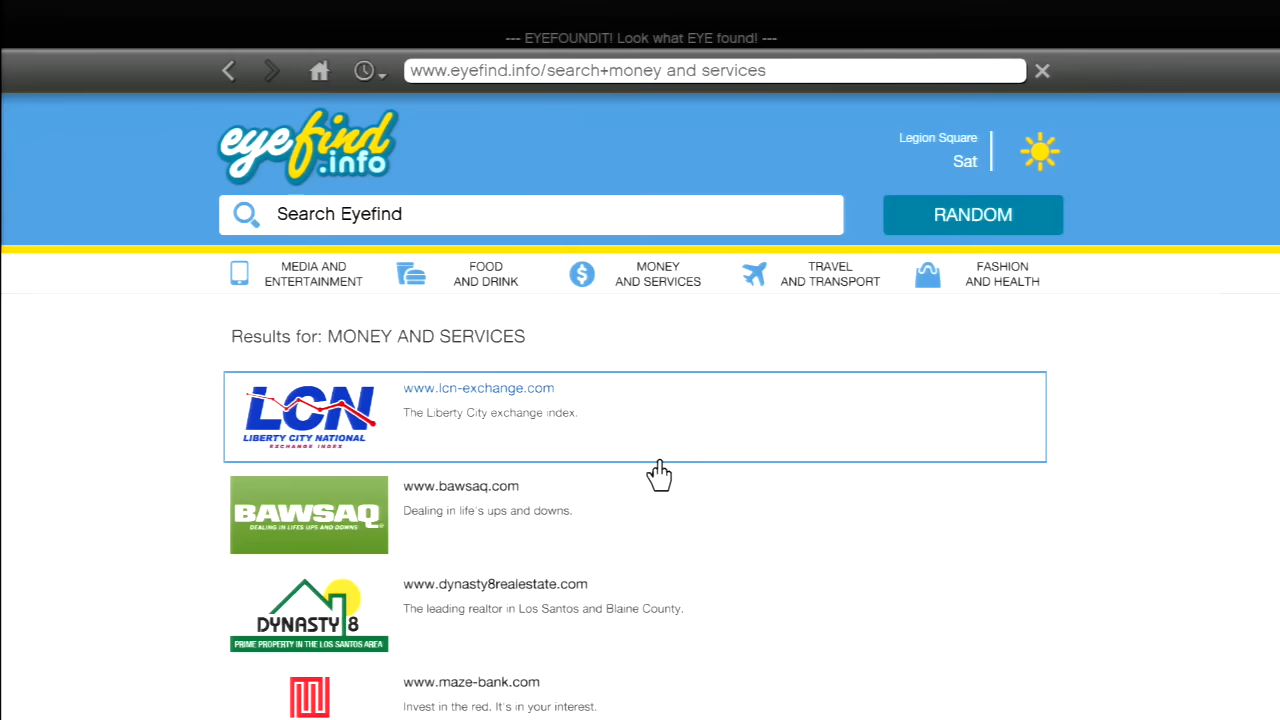 --- EYEFOUNDIT! Look what EYE found! ---
www.eyefind.info/search+money and services
eyefind
.info
Legion Square
Sat
Search Eyefind
RANDOM
MEDIA AND
ENTERTAINMENT
FOOD
AND DRINK
MONEY
AND SERVICES
TRAVEL
AND TRANSPORT
FASHION
AND HEALTH
Results for: MONEY AND SERVICES
LCN
LIBERTY CITY NATIONAL
EXCHANGE INDEX
www.lcn-exchange.com
The Liberty City exchange index.
BAWSAQ
DEALING IN LIFES UPS AND DOWNS
www.bawsaq.com
Dealing in life's ups and downs.
DYNASTY 8
PRIME PROPERTY IN THE LOS SANTOS AREA
www.dynasty8realestate.com
The leading realtor in Los Santos and Blaine County.
www.maze-bank.com
Invest in the red. It's in your interest.